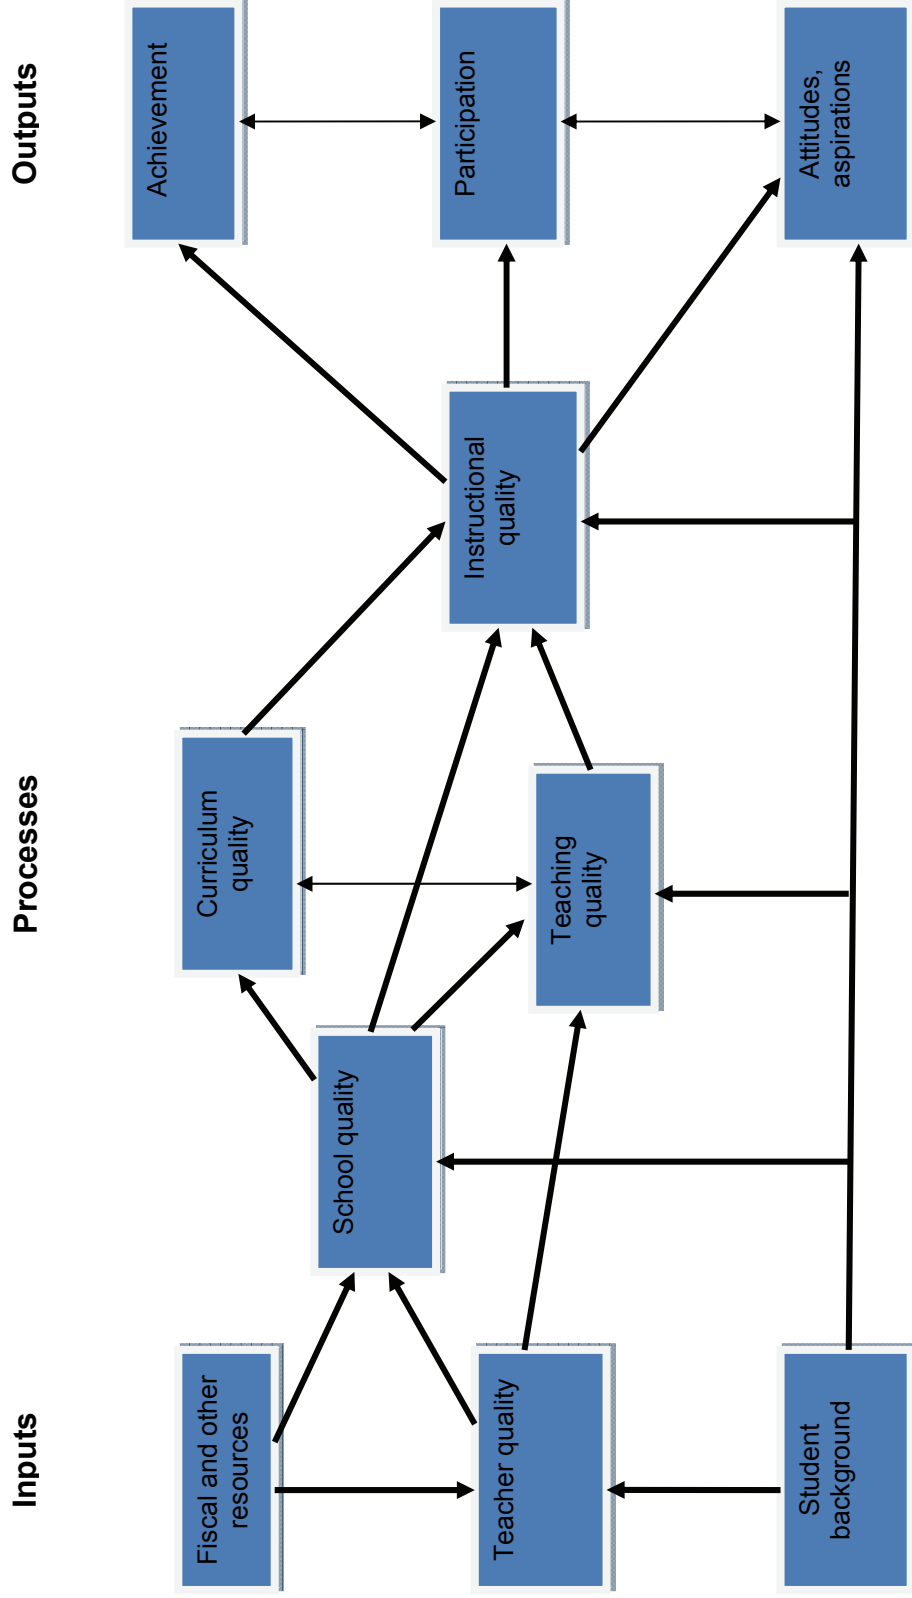 Inputs
Processes
Outputs
Fiscal and other
resources
Teacher quality
Student
background
School quality
Curriculum
quality
Teaching
quality
Instructional
quality
Achievement
Participation
Attitudes,
aspirations